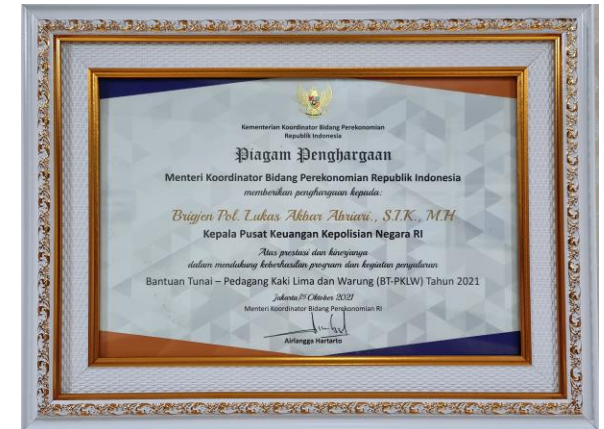 Kementerian Koordinator Bidang Perekonomian
Republik Indonesia
Piagam Penghargaan
Menteri Koordinator Bidang Perekonomian Republik Indonesia
memberikan penghargaan kepada:
Brigjen Pol. Lukas Akbar Abriari., S.I.K., M.H
Kepala Pusat Keuangan Kepolisian Negara RI
Atas prestasi dan kinerjanya
dalam mendukung keberhasilan program dan kegiatan penyaluran
Bantuan Tunai – Pedagang Kaki Lima dan Warung (BT-PKLW) Tahun 2021
Jakarta, Oktober 2021
Menteri Koordinator Bidang Perekonomian RI
Airlangga Hartarto